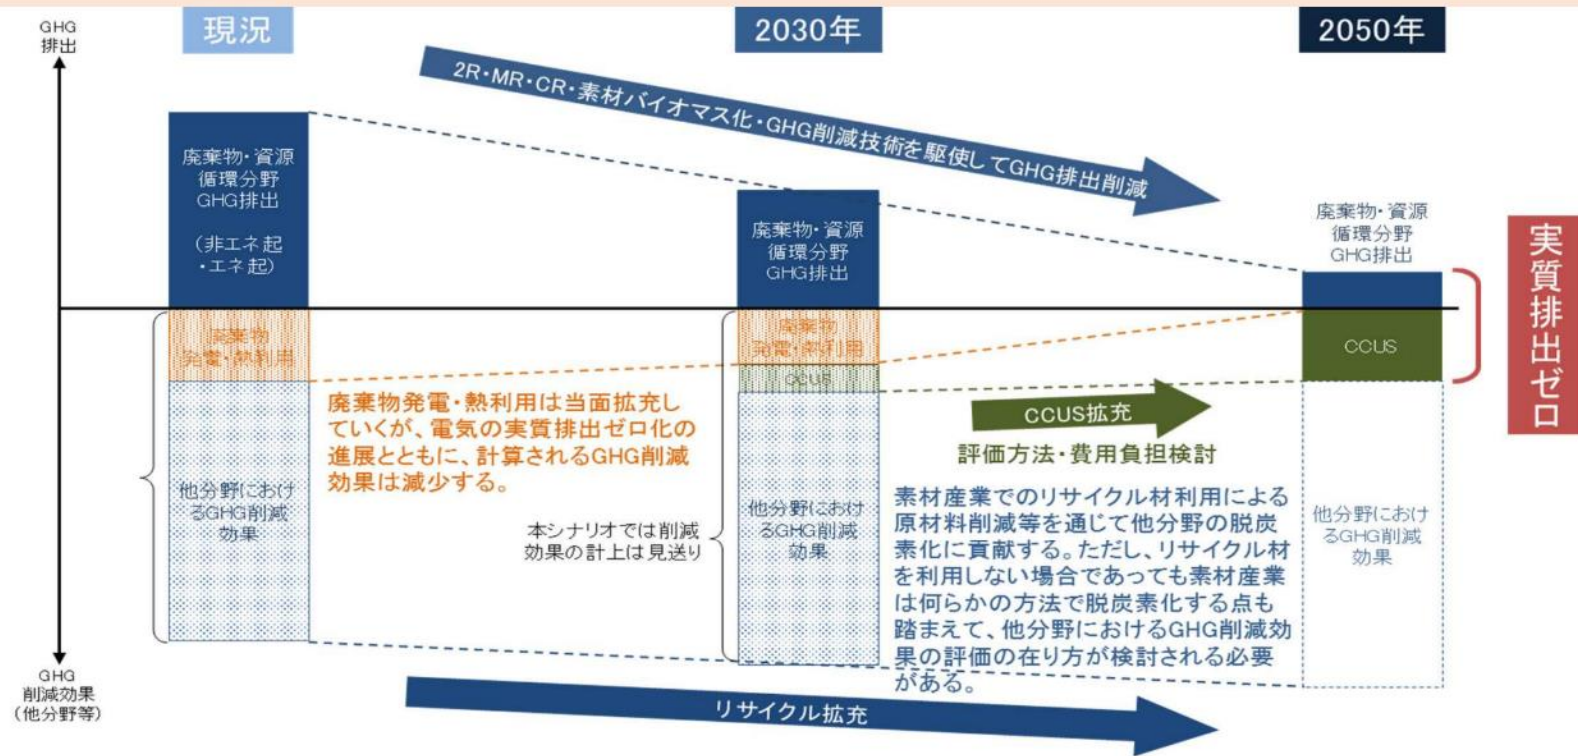 GHG
排出
現況
2030年
2050年
2R・MR・CR・素材バイオマス化・GHG削減技術を駆使してGHG排出削減
廃棄物・資源
循環分野
GHG排出
(非エネ起
・エネ起)
廃棄物・資源
循環分野
GHG排出
廃棄物・資源
循環分野
GHG排出
実質排出ゼロ
廃棄物
発電・熱利用
廃棄物
発電・熱利用
CCUS
CCUS
廃棄物発電・熱利用は当面拡充し
ていくが、電気の実質排出ゼロ化の
進展とともに、計算されるGHG削減
効果は減少する。
CCUS拡充
評価方法・費用負担検討
他分野におけ
るGHG削減
効果
本シナリオでは削減
効果の計上は見送り
他分野におけ
るGHG削減
効果
素材産業でのリサイクル材利用による
原材料削減等を通じて他分野の脱炭
素化に貢献する。ただし、リサイクル材
を利用しない場合であっても素材産業
は何らかの方法で脱炭素化する点も
踏まえて、他分野におけるGHG削減効
果の評価の在り方が検討される必要
がある。
他分野におけ
るGHG削減
効果
GHG
削減効果
(他分野等)
リサイクル拡充